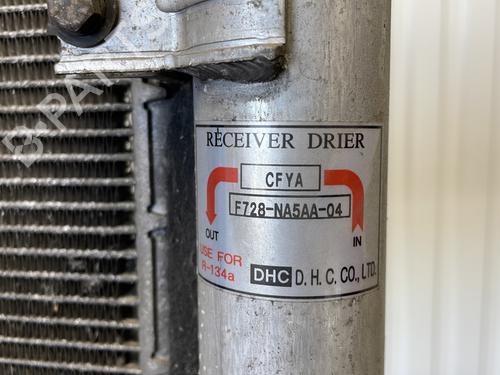 RECEIVER DRIER
CFYA
F728-NA5AA-04
OUT
IN
USE FOR
R-134a
DHC D. H. C. CO., LTD.